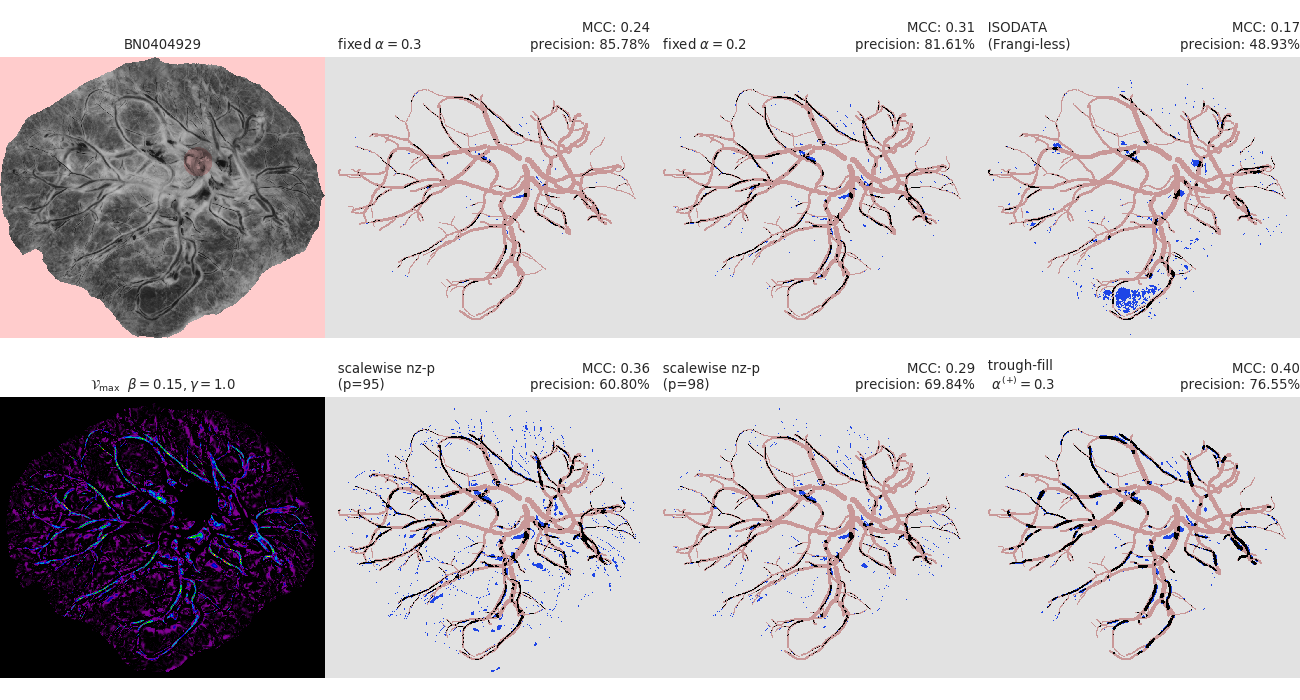 BN0404929
fixed α = 0.3
MCC: 0.24
precision: 85.78%
fixed α = 0.2
MCC: 0.31
precision: 81.61%
ISODATA
(Frangi-less)
MCC: 0.17
precision: 48.93%
𝒱max β = 0.15, γ = 1.0
scalewise nz-p
(p=95)
MCC: 0.36
precision: 60.80%
scalewise nz-p
(p=98)
MCC: 0.29
precision: 69.84%
trough-fill
α(+) = 0.3
MCC: 0.40
precision: 76.55%